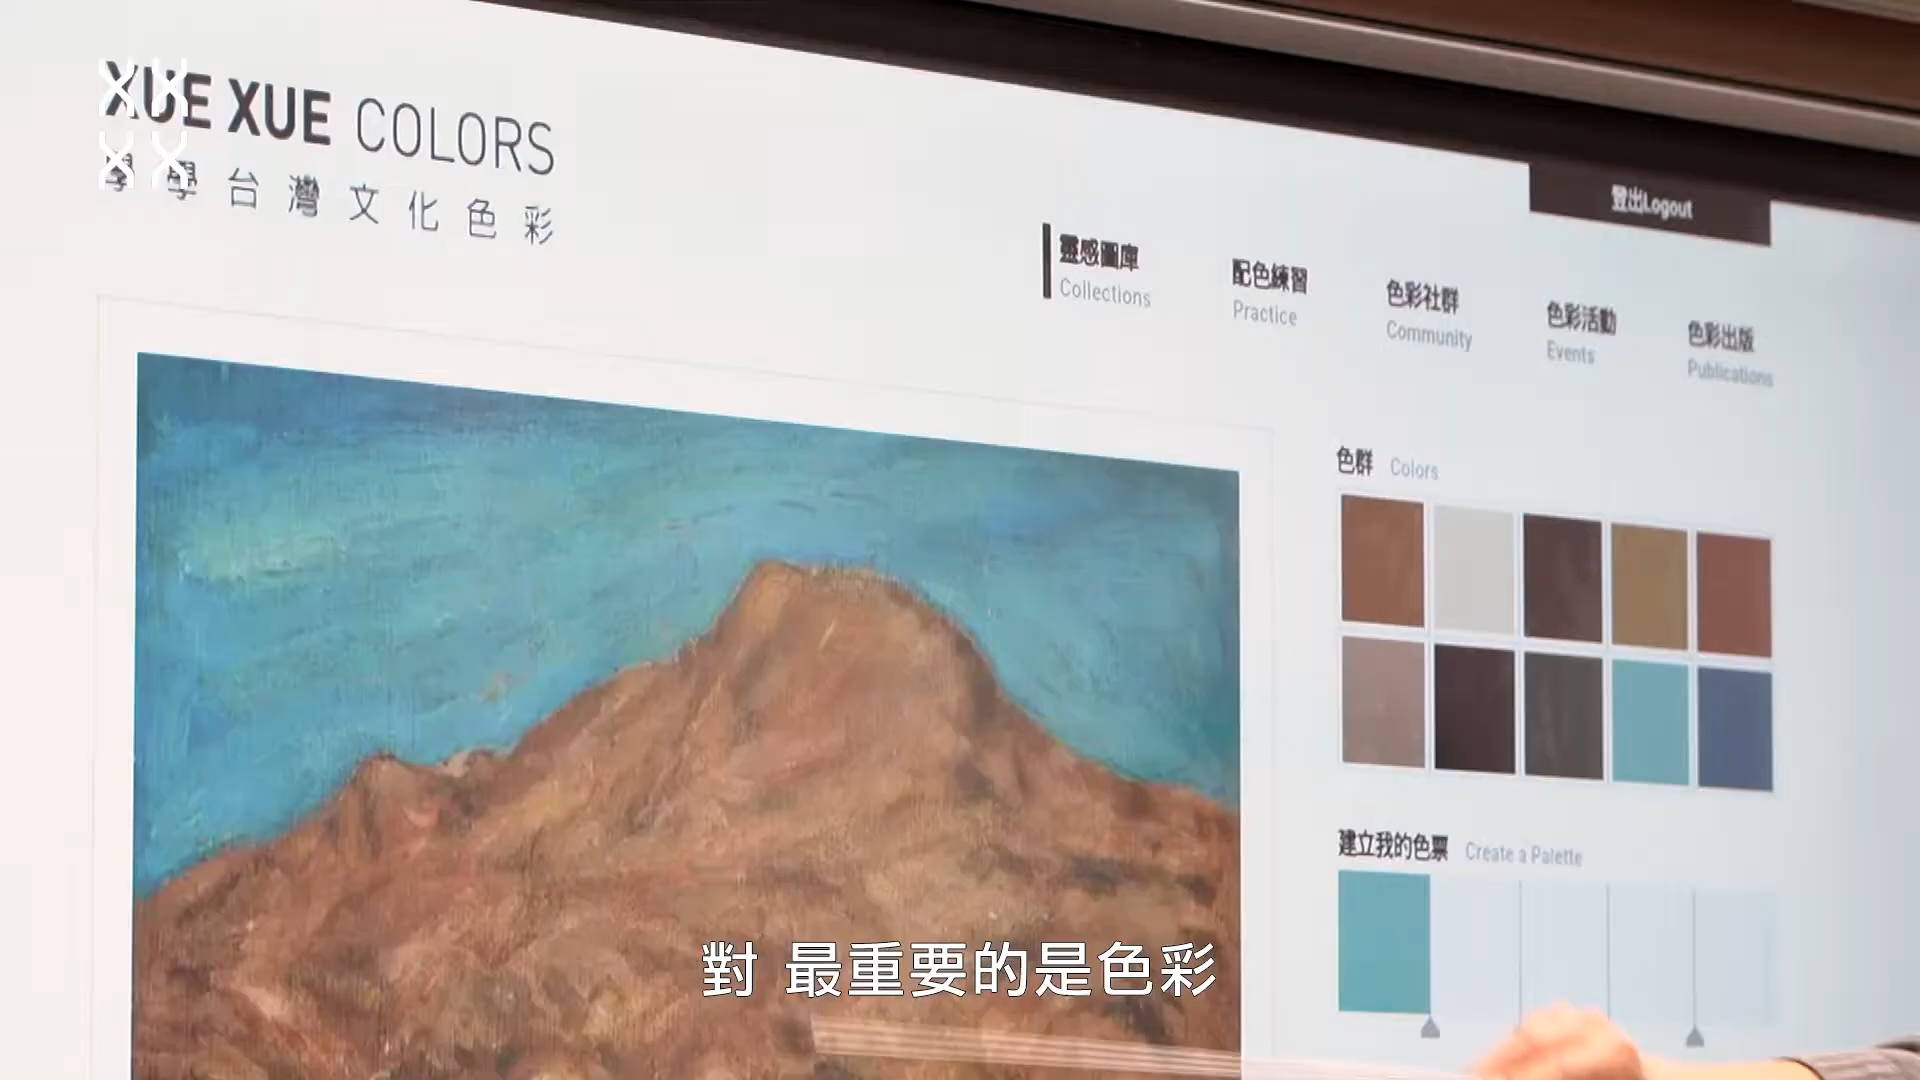 XUE XUE COLORS
學學台灣文化色彩
登出Logout
靈感圖庫
Collections
配色練習
Practice
色彩社群
Community
色彩活動
Events
色彩出版
Publications
色群 Colors
建立我的色票 Create a Palette
對 最重要的是色彩